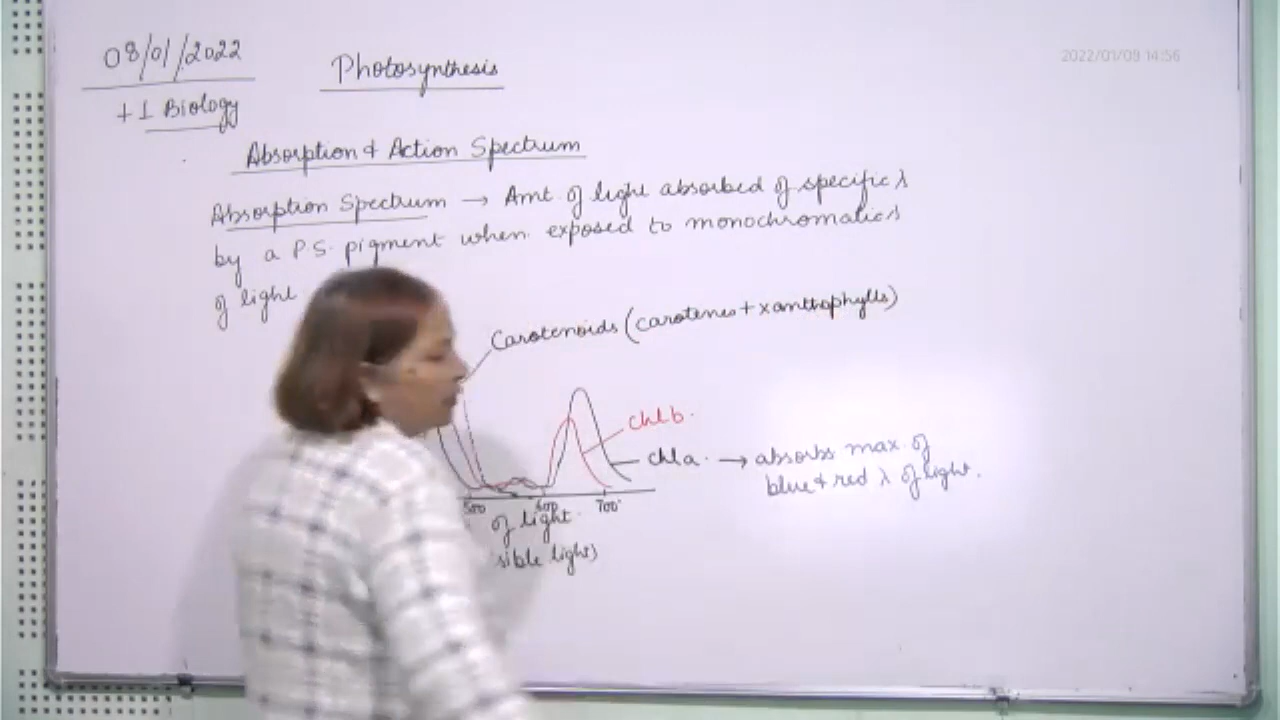 08/01/2022
+1 Biology
Photosynthesis
2022/01/09 14:56
Absorption & Action Spectrum
Absorption Spectrum → Amt. of light absorbed of specific λ
by a P.S. pigment when exposed to monochromatic λ
of light
Carotenoids (carotenes + xanthophylls)
chl b.
chl a. → absorbs max. of
blue & red λ of light.
500 600 700
of light
sible light)